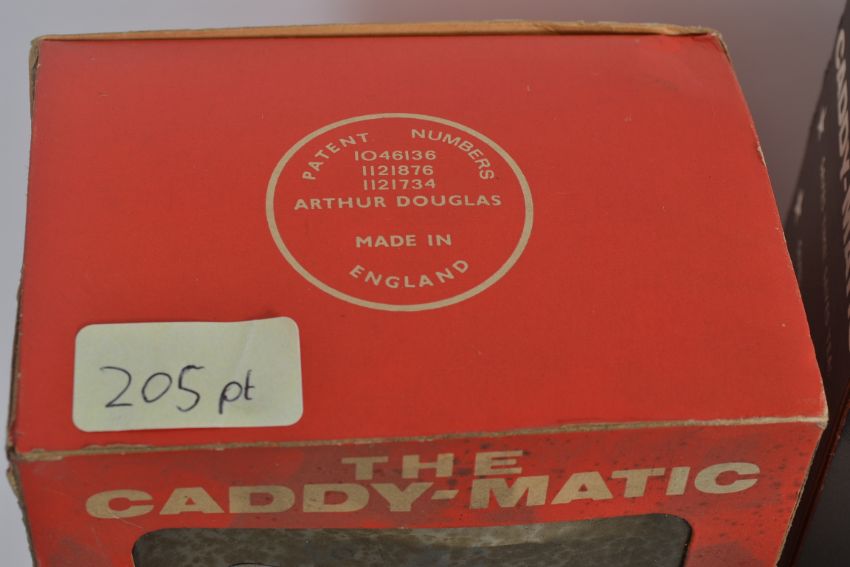 PATENT NUMBERS
1046136
1121876
1121734
ARTHUR DOUGLAS
MADE IN
ENGLAND
205 pt
THE
CADDY-MATIC